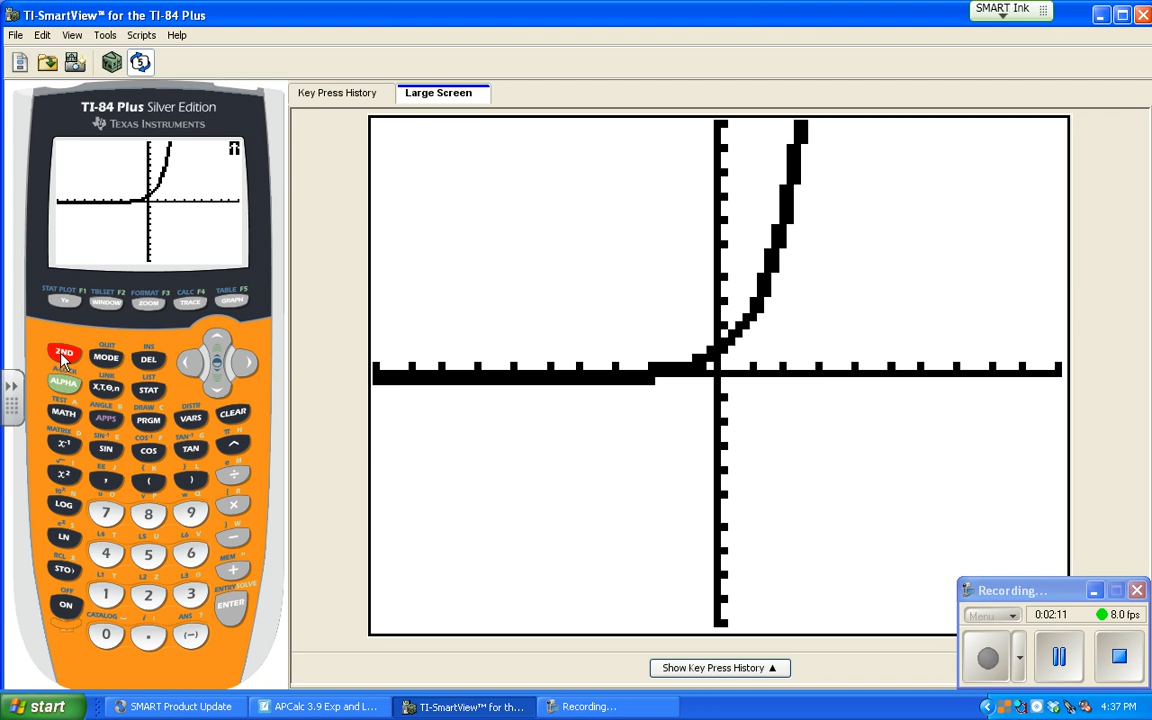 TI-SmartView™ for the TI-84 Plus
SMART Ink
File Edit View Tools Scripts Help
Key Press History Large Screen
TI-84 Plus Silver Edition
TEXAS INSTRUMENTS
STAT PLOT F1 TBLSET F2 FORMAT F3 CALC F4 TABLE F5
Y= WINDOW ZOOM TRACE GRAPH
QUIT INS
2ND MODE DEL
A-LOCK LINK LIST
ALPHA X,T,Θ,n STAT
TEST A ANGLE B DRAW C DISTR
MATH APPS PRGM VARS CLEAR
MATRIX D SIN⁻¹ E COS⁻¹ F TAN⁻¹ G π H
x⁻¹ SIN COS TAN ^
√ I EE J { K } L e M
x² , ( ) ÷
10ˣ N u O v P w Q [ R
LOG 7 8 9 ×
eˣ S L4 T L5 U L6 V ] W
LN 4 5 6 −
RCL X L1 Y L2 Z L3 θ MEM "
STO› 1 2 3 +
OFF CATALOG i : ANS ? ENTRY SOLVE
ON 0 . (-) ENTER
Show Key Press History ▲
Recording...
Menu 0:02:11 8.0 fps
start SMART Product Update APCalc 3.9 Exp and L... TI-SmartView™ for th... Recording... 4:37 PM